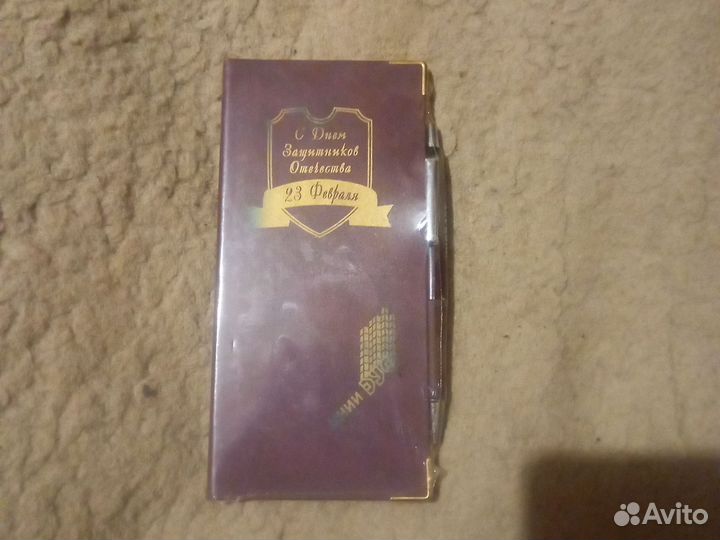 С Днем
Защитников
Отечества
23 Февраля
Avito